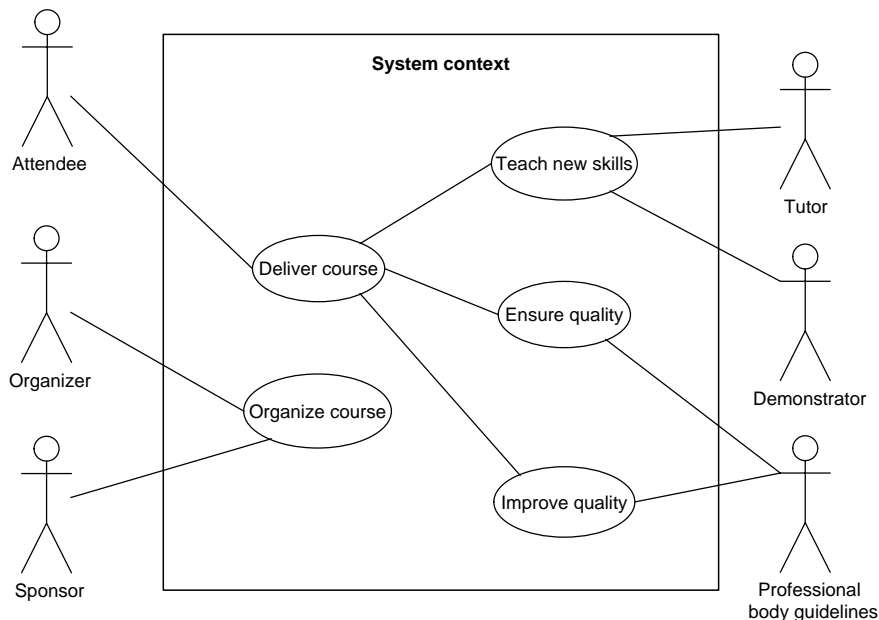 System context
Attendee
Teach new skills
Tutor
Deliver course
Ensure quality
Organizer
Organize course
Demonstrator
Improve quality
Sponsor
Professional
body guidelines